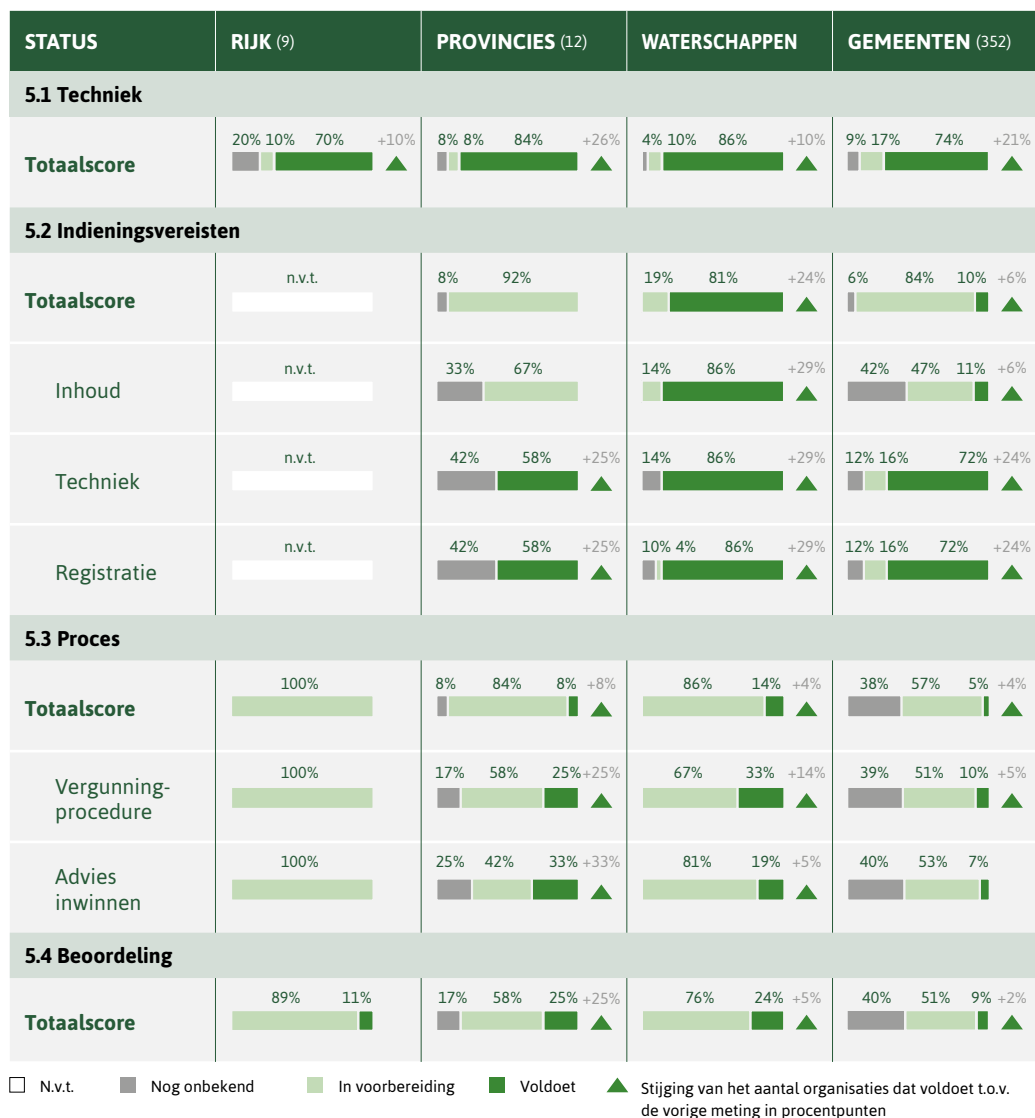 STATUS RIJK (9) PROVINCIES (12) WATERSCHAPPEN GEMEENTEN (352)
5.1 Techniek
20% 10% 70% +10% 8% 8% 84% +26% 4% 10% 86% +10% 9% 17% 74% +21%
Totaalscore
5.2 Indieningsvereisten
n.v.t. 8% 92% 19% 81% +24% 6% 84% 10% +6%
Totaalscore
n.v.t. 33% 67% 14% 86% +29% 42% 47% 11% +6%
Inhoud
n.v.t. 42% 58% +25% 14% 86% +29% 12% 16% 72% +24%
Techniek
n.v.t. 42% 58% +25% 10% 4% 86% +29% 12% 16% 72% +24%
Registratie
5.3 Proces
100% 8% 84% 8% +8% 86% 14% +4% 38% 57% 5% +4%
Totaalscore
100% 17% 58% 25% +25% 67% 33% +14% 39% 51% 10% +5%
Vergunning-
procedure
100% 25% 42% 33% +33% 81% 19% +5% 40% 53% 7%
Advies
inwinnen
5.4 Beoordeling
89% 11% 17% 58% 25% +25% 76% 24% +5% 40% 51% 9% +2%
Totaalscore
N.v.t. Nog onbekend In voorbereiding Voldoet Stijging van het aantal organisaties dat voldoet t.o.v.
de vorige meting in procentpunten